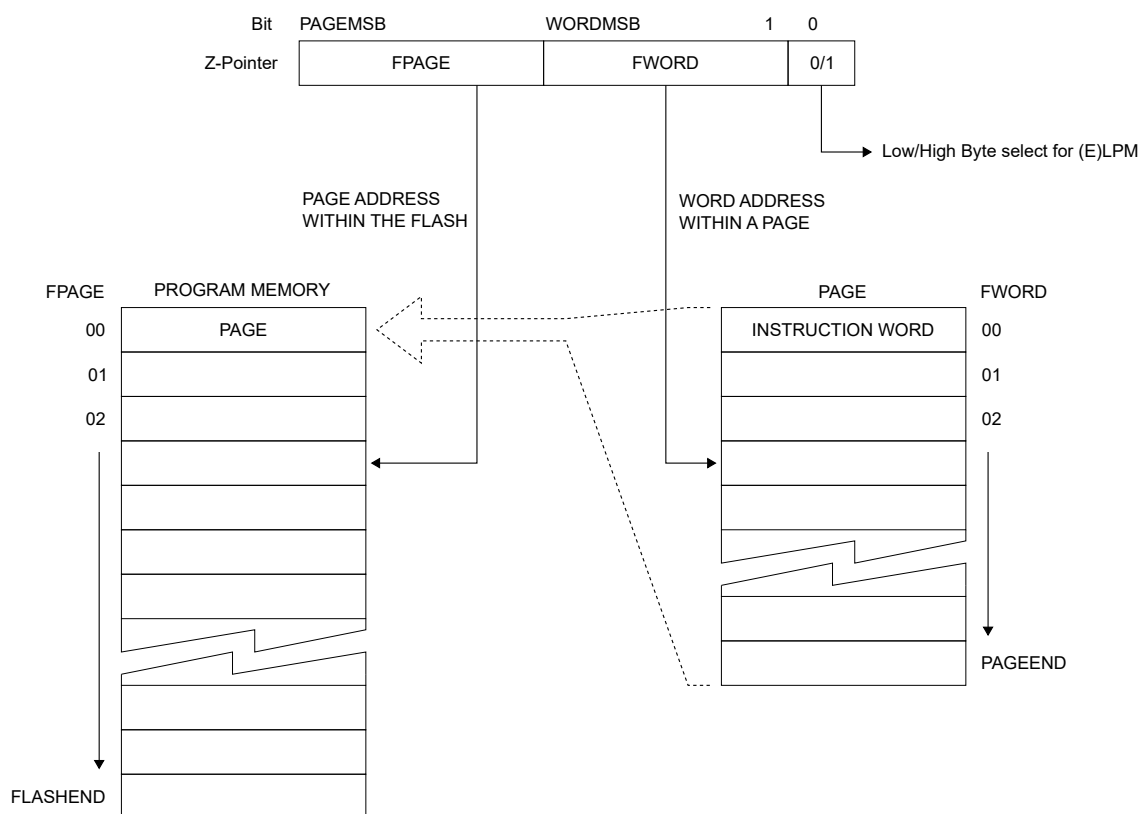 Bit PAGEMSB WORDMSB 1 0
Z-Pointer FPAGE FWORD 0/1
Low/High Byte select for (E)LPM
PAGE ADDRESS
WITHIN THE FLASH
WORD ADDRESS
WITHIN A PAGE
FPAGE PROGRAM MEMORY
00 PAGE
01
02
FLASHEND
PAGE FWORD
INSTRUCTION WORD 00
01
02
PAGEEND